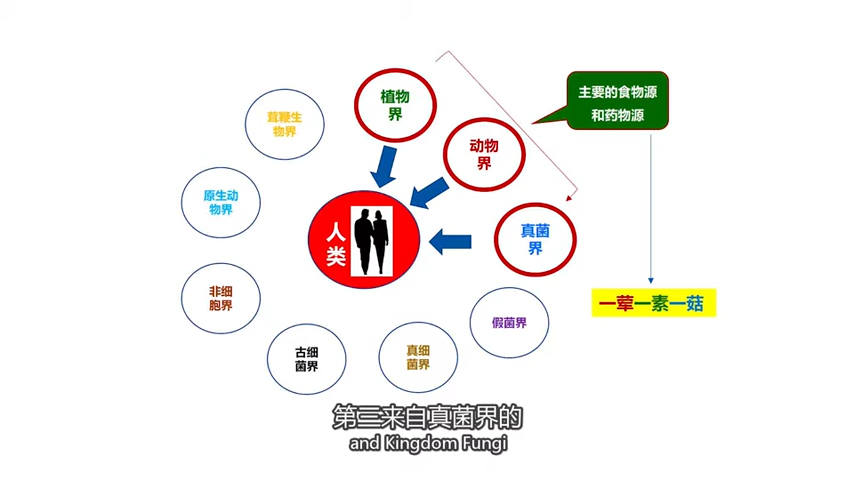 植物
界
动物
界
真菌
界
假菌界
真细
菌界
古细
菌界
非细
胞界
原生动
物界
茸鞭生
物界
人
类
主要的食物源
和药物源
一荤一素一菇
第三来自真菌界的
and Kingdom Fungi